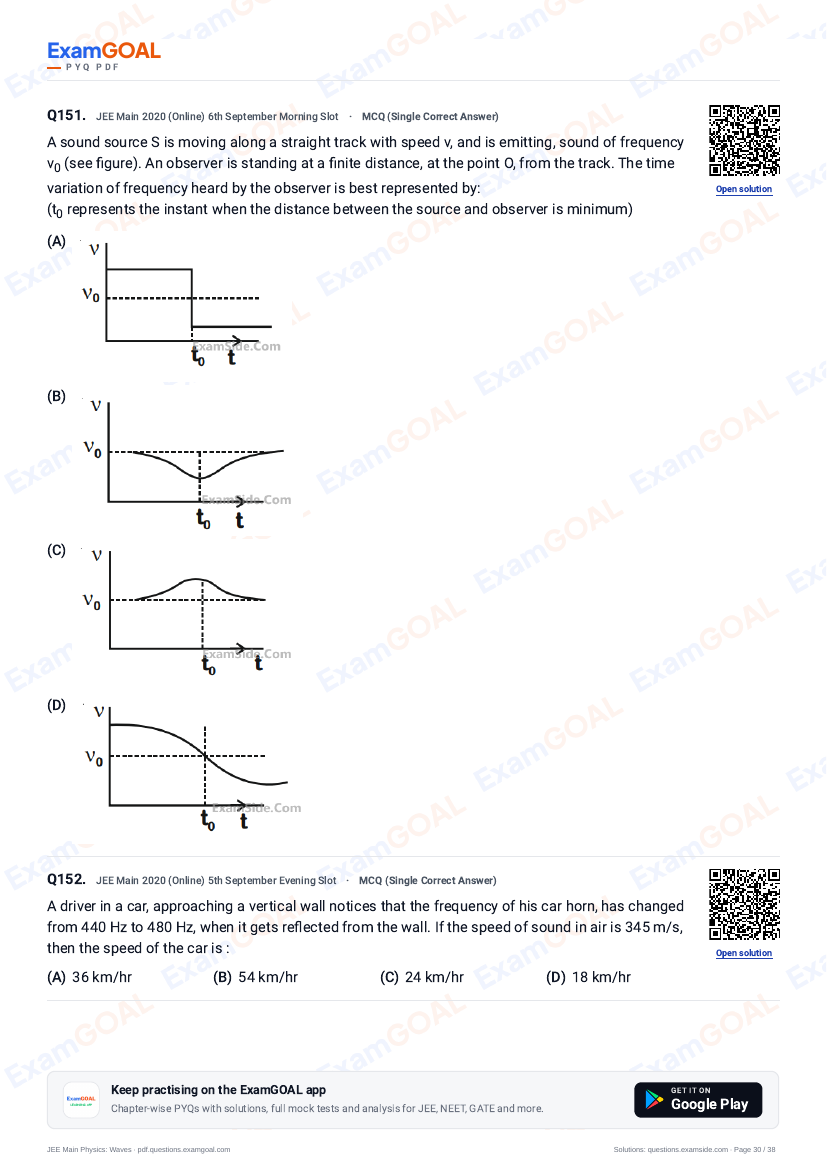 ExamGOAL
PYQ PDF
Q151. JEE Main 2020 (Online) 6th September Morning Slot · MCQ (Single Correct Answer)
A sound source S is moving along a straight track with speed v, and is emitting, sound of frequency
v0 (see figure). An observer is standing at a finite distance, at the point O, from the track. The time
variation of frequency heard by the observer is best represented by:
(t0 represents the instant when the distance between the source and observer is minimum)
Open solution
(A)
ν
ν0
ExamSide.Com
t0 t
(B)
ν
ν0
ExamSide.Com
t0 t
(C)
ν
ν0
ExamSide.Com
t0 t
(D)
ν
ν0
ExamSide.Com
t0 t
Q152. JEE Main 2020 (Online) 5th September Evening Slot · MCQ (Single Correct Answer)
A driver in a car, approaching a vertical wall notices that the frequency of his car horn, has changed
from 440 Hz to 480 Hz, when it gets reflected from the wall. If the speed of sound in air is 345 m/s,
then the speed of the car is :
Open solution
(A) 36 km/hr (B) 54 km/hr (C) 24 km/hr (D) 18 km/hr
Keep practising on the ExamGOAL app
Chapter-wise PYQs with solutions, full mock tests and analysis for JEE, NEET, GATE and more.
GET IT ON
Google Play
JEE Main Physics: Waves · pdf.questions.examgoal.com
Solutions: questions.examside.com · Page 30 / 38